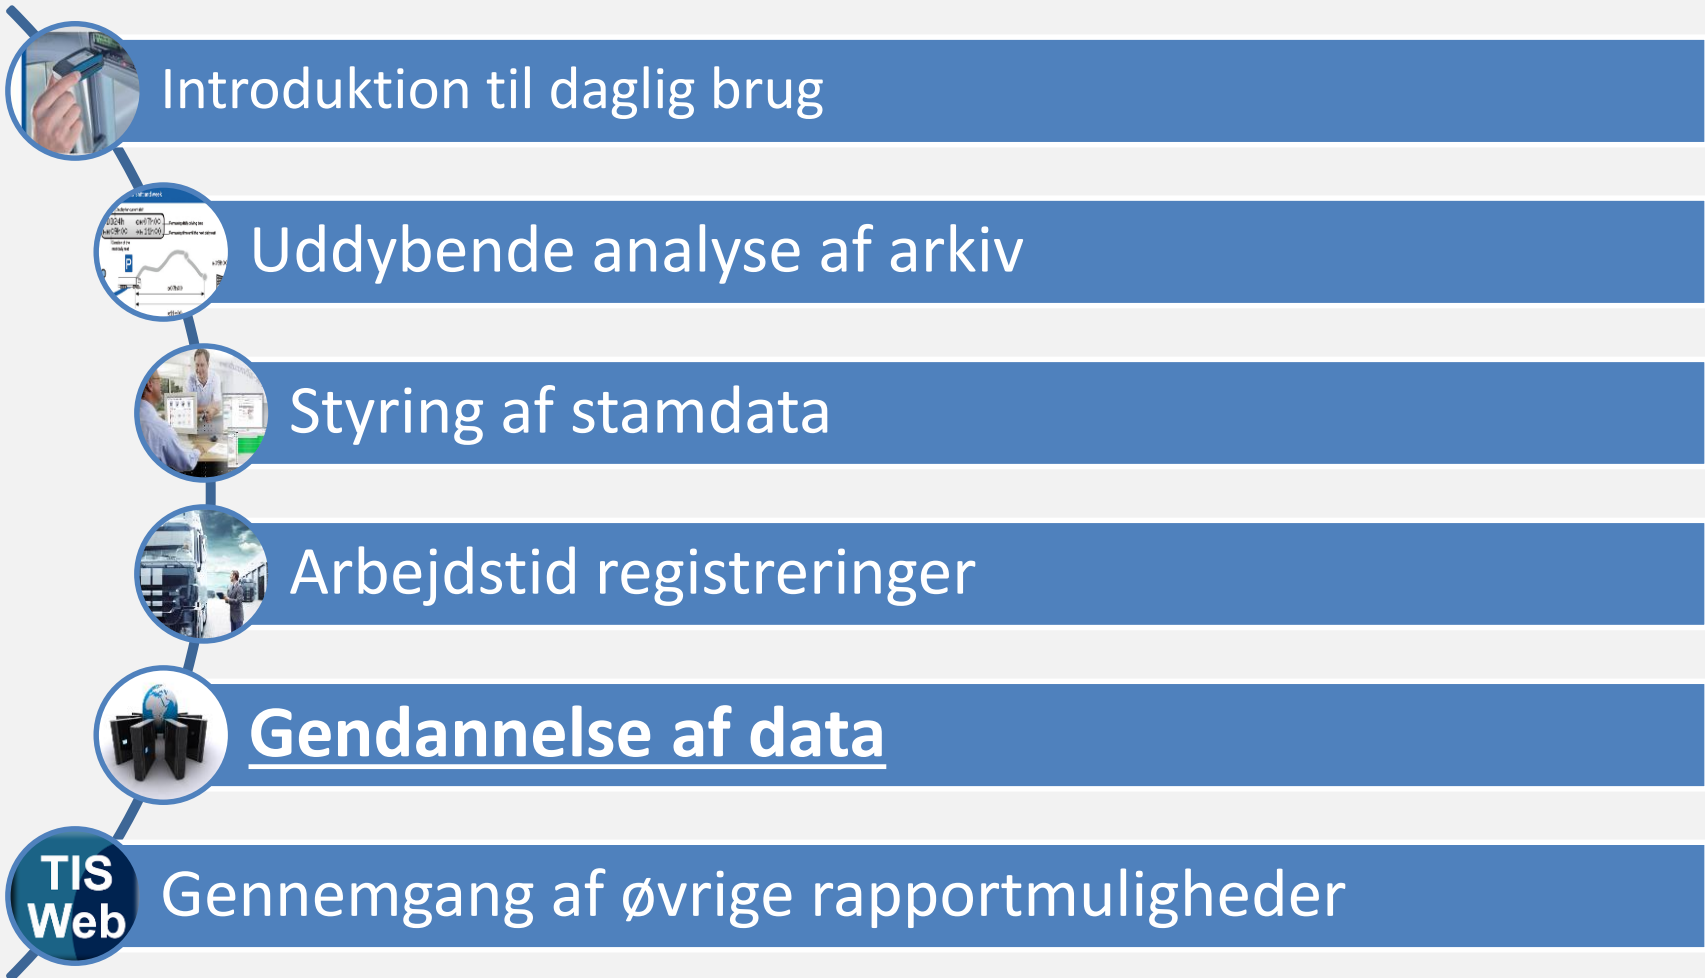 Introduktion til daglig brug
Uddybende analyse af arkiv
Styring af stamdata
Arbejdstid registreringer
Gendannelse af data
TIS
Web
Gennemgang af øvrige rapportmuligheder